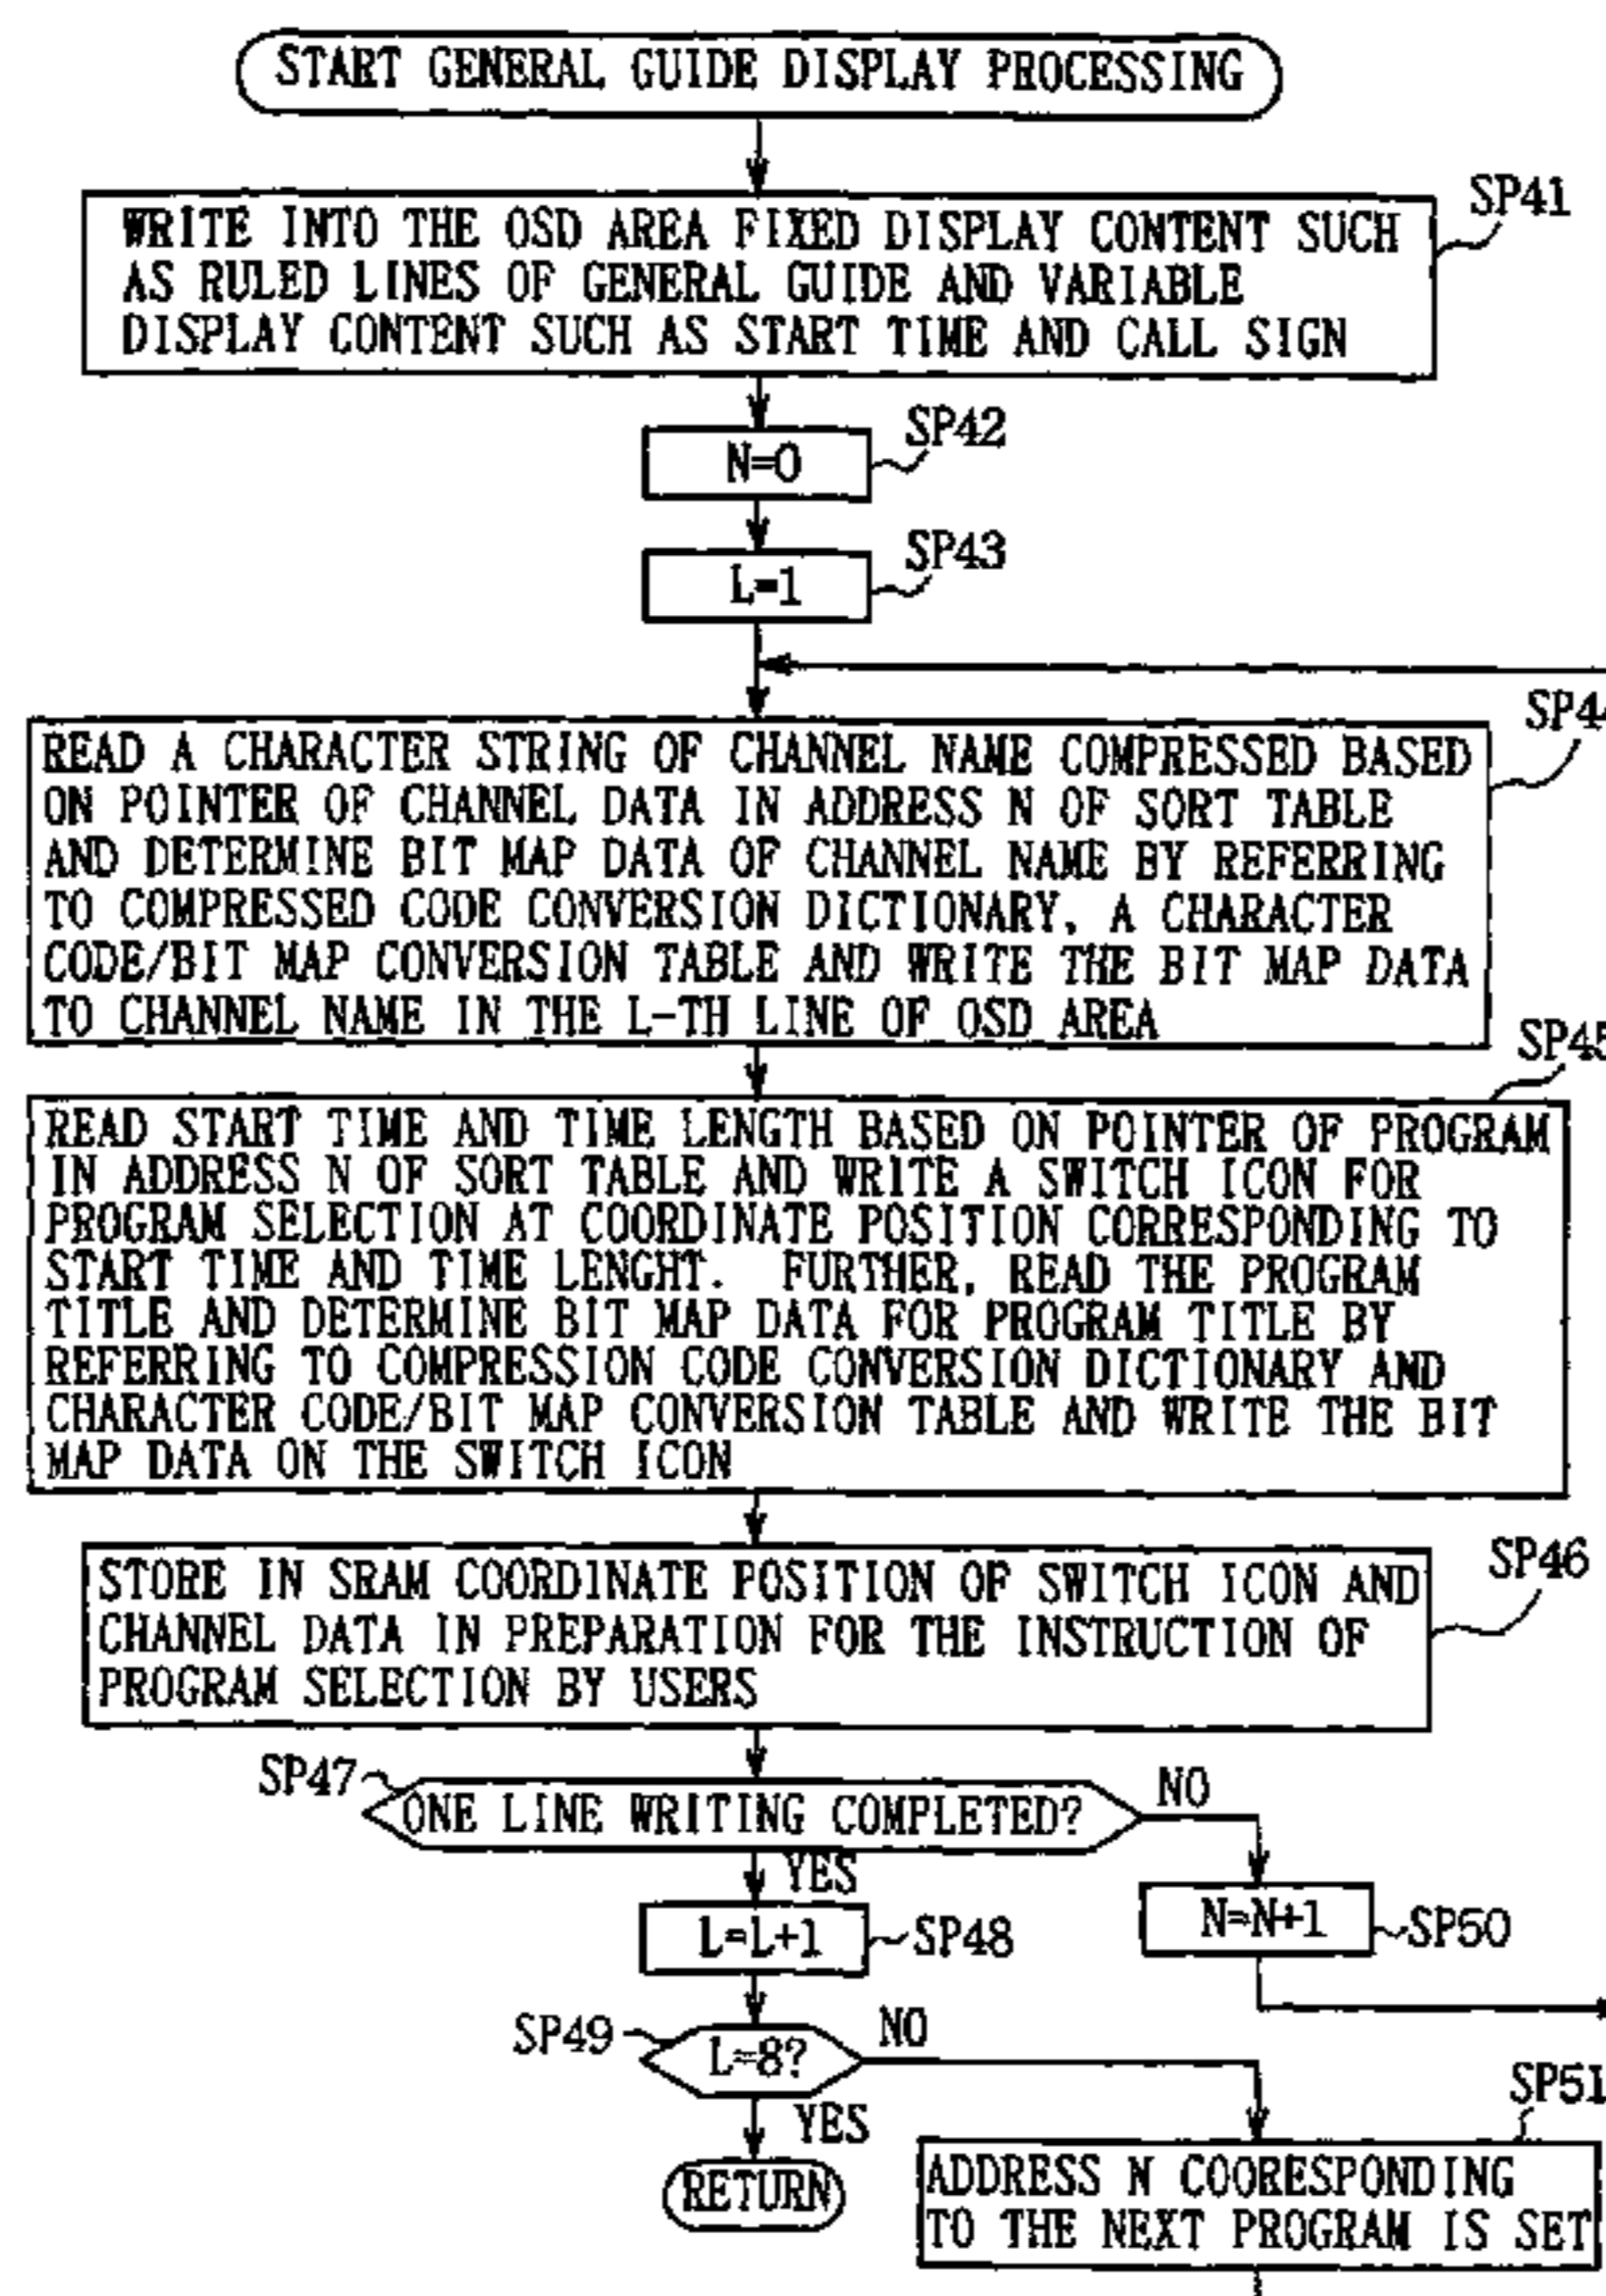 START GENERAL GUIDE DISPLAY PROCESSING
SP41
WRITE INTO THE OSD AREA FIXED DISPLAY CONTENT SUCH
AS RULED LINES OF GENERAL GUIDE AND VARIABLE
DISPLAY CONTENT SUCH AS START TIME AND CALL SIGN
SP42
N=0
SP43
L=1
SP44
READ A CHARACTER STRING OF CHANNEL NAME COMPRESSED BASED
ON POINTER OF CHANNEL DATA IN ADDRESS N OF SORT TABLE
AND DETERMINE BIT MAP DATA OF CHANNEL NAME BY REFERRING
TO COMPRESSED CODE CONVERSION DICTIONARY, A CHARACTER
CODE/BIT MAP CONVERSION TABLE AND WRITE THE BIT MAP DATA
TO CHANNEL NAME IN THE L-TH LINE OF OSD AREA
SP45
READ START TIME AND TIME LENGTH BASED ON POINTER OF PROGRAM
IN ADDRESS N OF SORT TABLE AND WRITE A SWITCH ICON FOR
PROGRAM SELECTION AT COORDINATE POSITION CORRESPONDING TO
START TIME AND TIME LENGHT. FURTHER, READ THE PROGRAM
TITLE AND DETERMINE BIT MAP DATA FOR PROGRAM TITLE BY
REFERRING TO COMPRESSION CODE CONVERSION DICTIONARY AND
CHARACTER CODE/BIT MAP CONVERSION TABLE AND WRITE THE BIT
MAP DATA ON THE SWITCH ICON
SP46
STORE IN SRAM COORDINATE POSITION OF SWITCH ICON AND
CHANNEL DATA IN PREPARATION FOR THE INSTRUCTION OF
PROGRAM SELECTION BY USERS
SP47
ONE LINE WRITING COMPLETED?
NO
YES
L=L+1
SP48
N=N+1
SP50
SP49
L=8?
NO
YES
RETURN
SP51
ADDRESS N COORESPONDING
TO THE NEXT PROGRAM IS SET